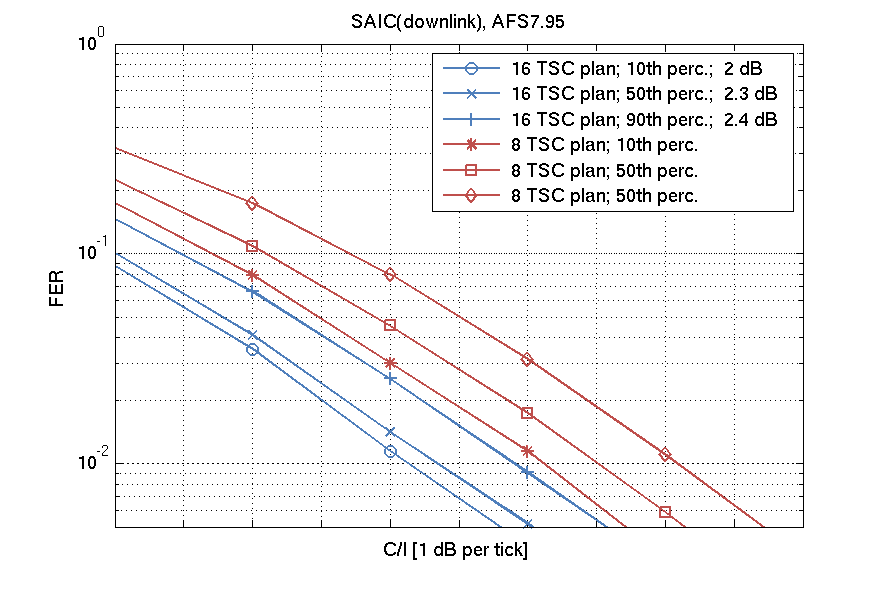 SAIC(downlink), AFS7.95
10^0
16 TSC plan; 10th perc.; 2 dB
16 TSC plan; 50th perc.; 2.3 dB
16 TSC plan; 90th perc.; 2.4 dB
8 TSC plan; 10th perc.
8 TSC plan; 50th perc.
8 TSC plan; 50th perc.
10^-1
FER
10^-2
C/I [1 dB per tick]